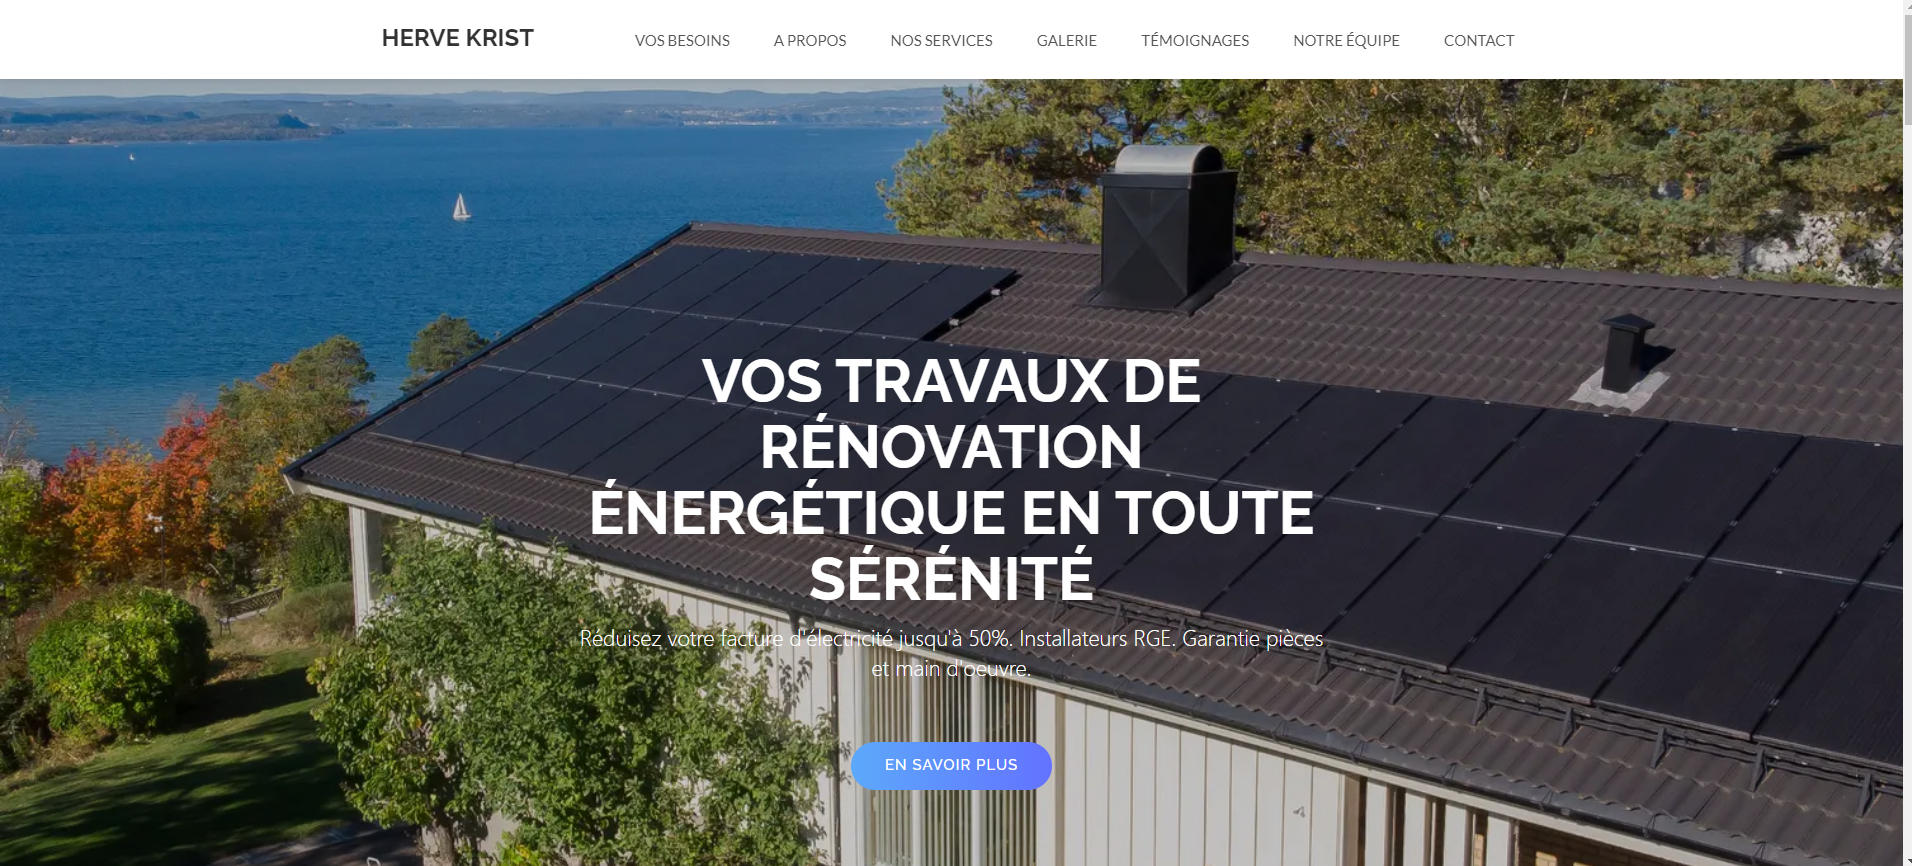 HERVE KRIST
VOS BESOINS
A PROPOS
NOS SERVICES
GALERIE
TÉMOIGNAGES
NOTRE ÉQUIPE
CONTACT
VOS TRAVAUX DE
RÉNOVATION
ÉNERGÉTIQUE EN TOUTE
SÉRÉNITÉ
Réduisez votre facture d'électricité jusqu'à 50%. Installateurs RGE. Garantie pièces
et main d'oeuvre.
EN SAVOIR PLUS